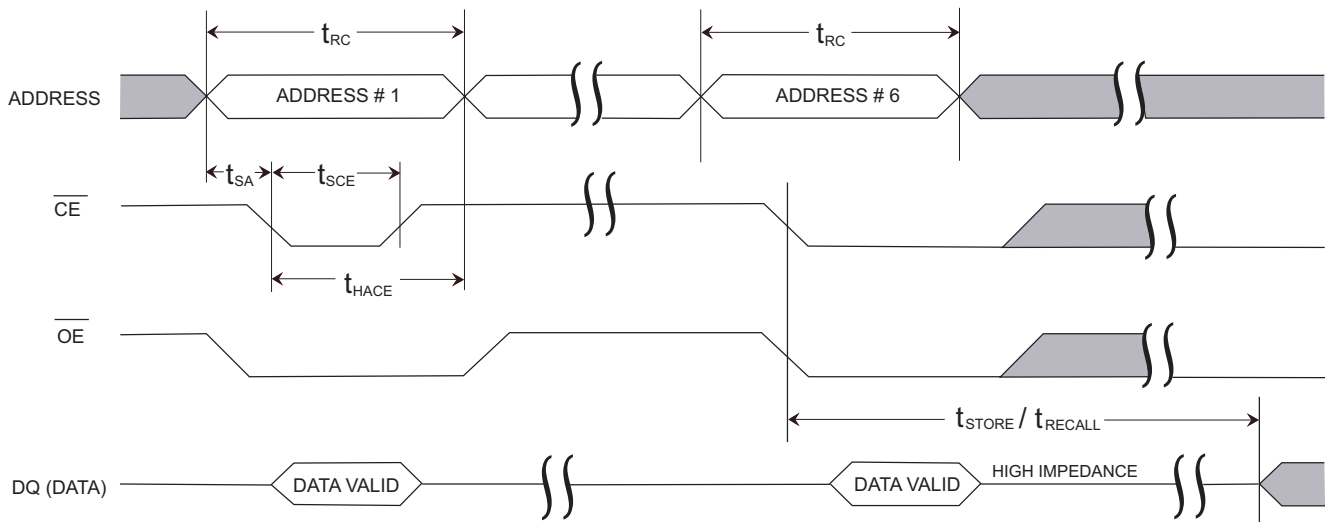 tRC
tRC
ADDRESS
ADDRESS # 1
ADDRESS # 6
tSA
tSCE
CE
tHACE
OE
tSTORE / tRECALL
DQ (DATA)
DATA VALID
DATA VALID
HIGH IMPEDANCE